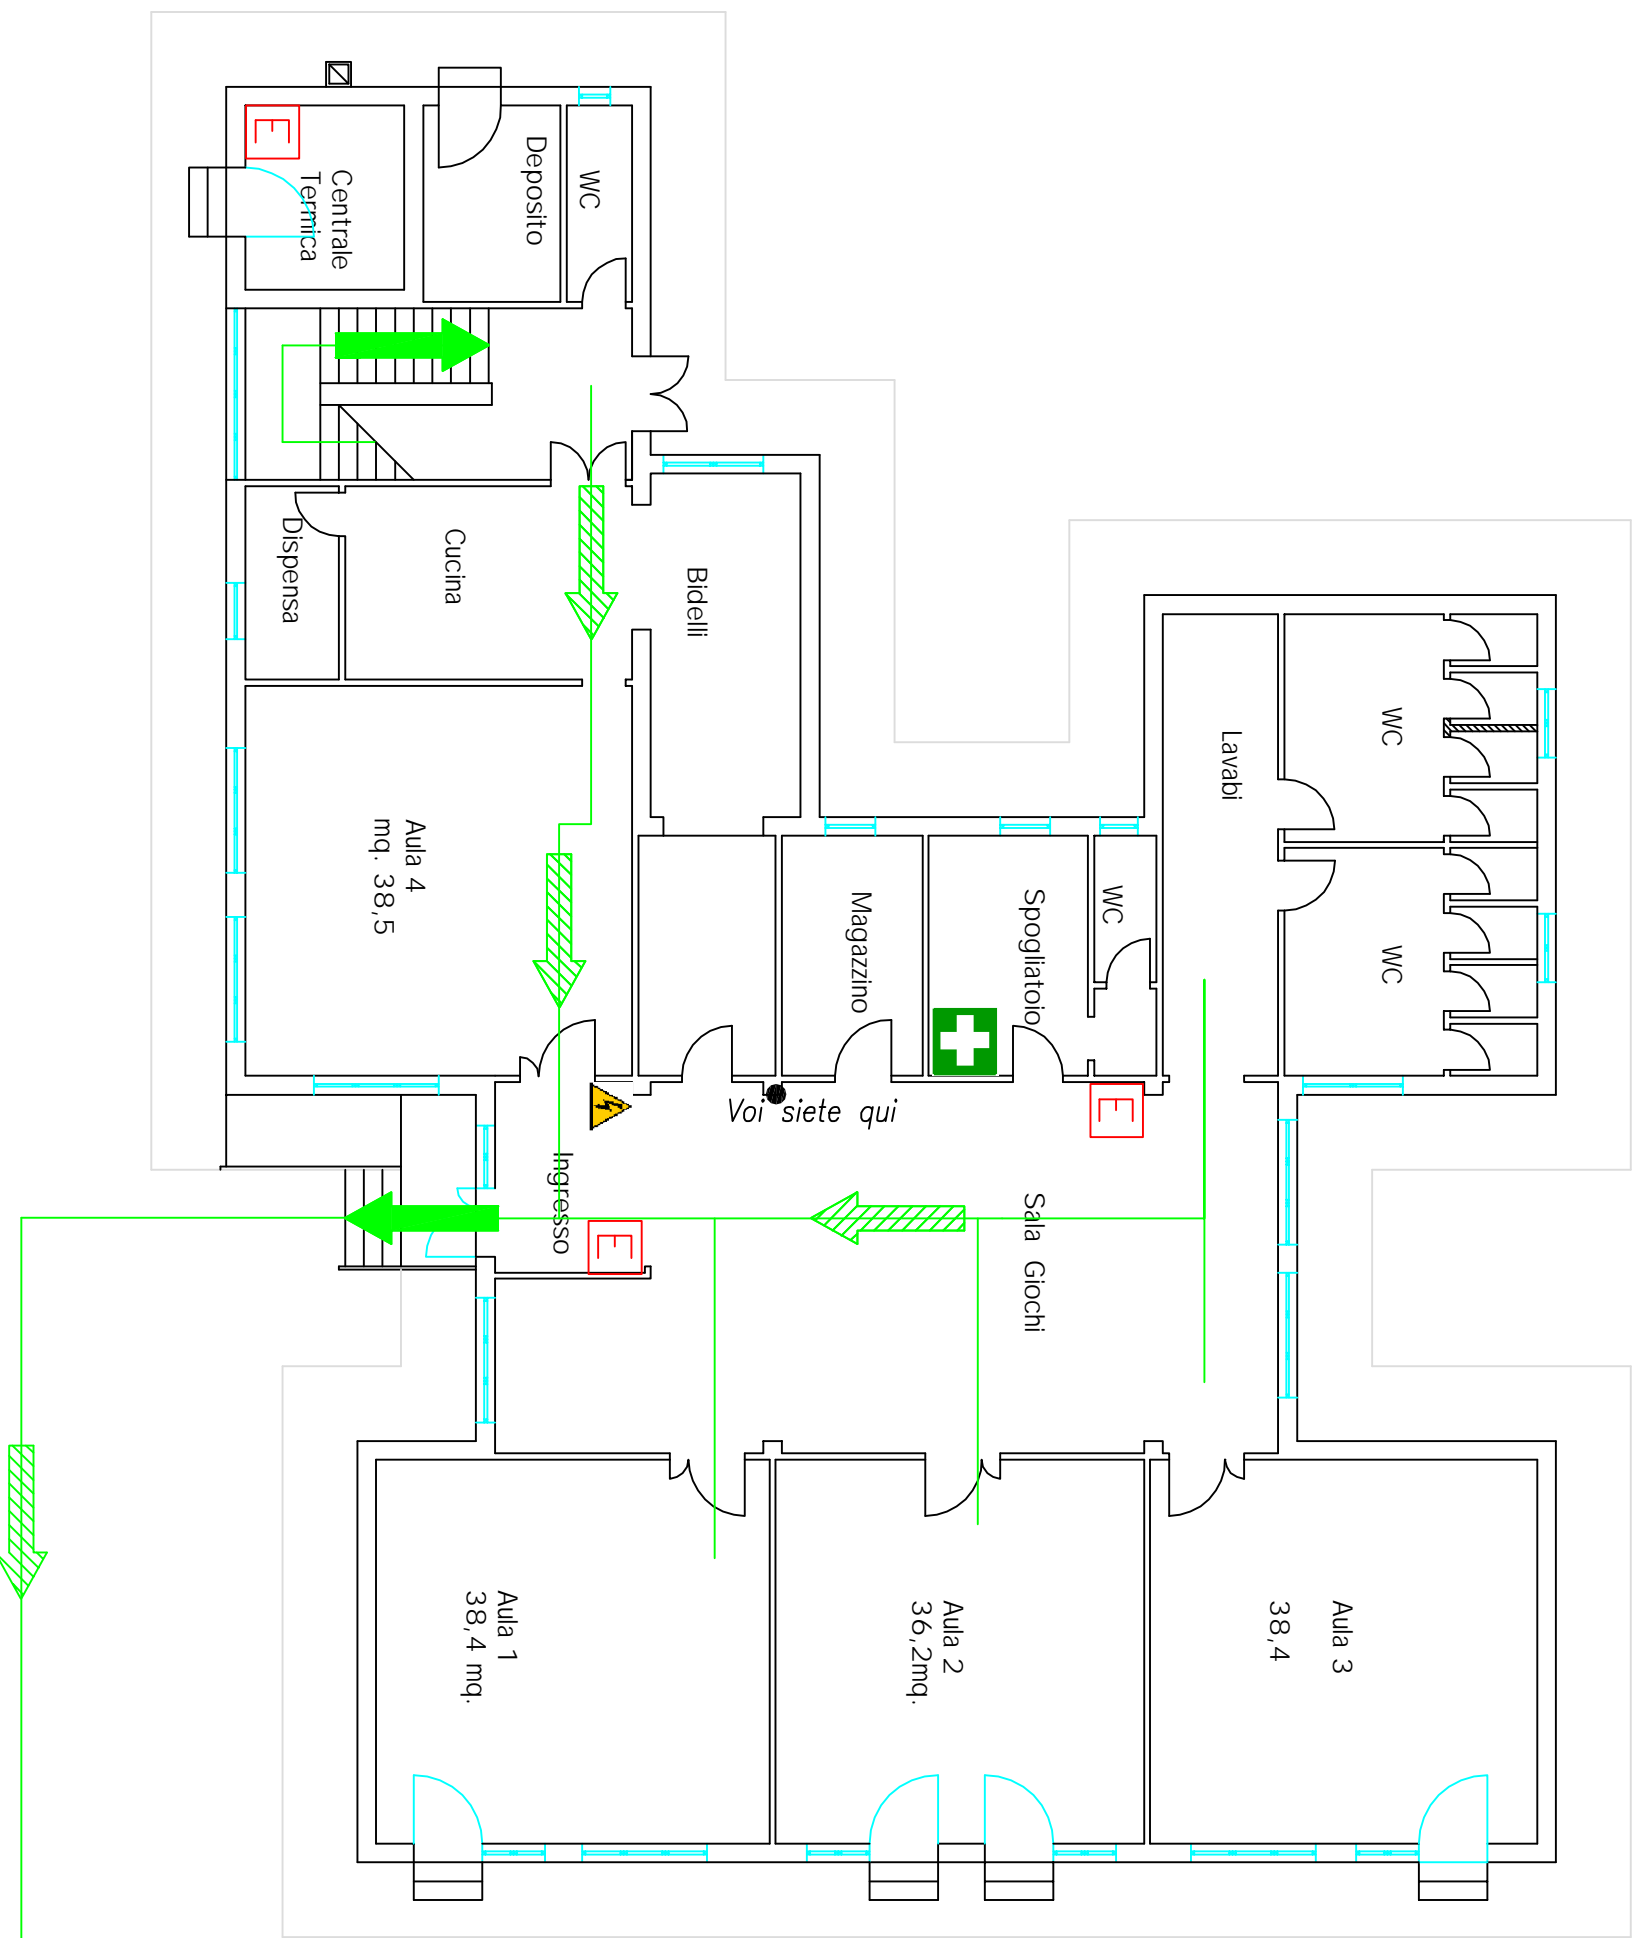 E
Centrale
Termica
Deposito
WC
Dispensa
Cucina
Bidelli
Aula 4
mq. 38,5
Lavabi
WC
WC
Magazzino
Spogliatoio
WC
Voi siete qui
E
Ingresso
E
Sala Giochi
Aula 1
38,4 mq.
Aula 2
36,2mq.
Aula 3
38,4